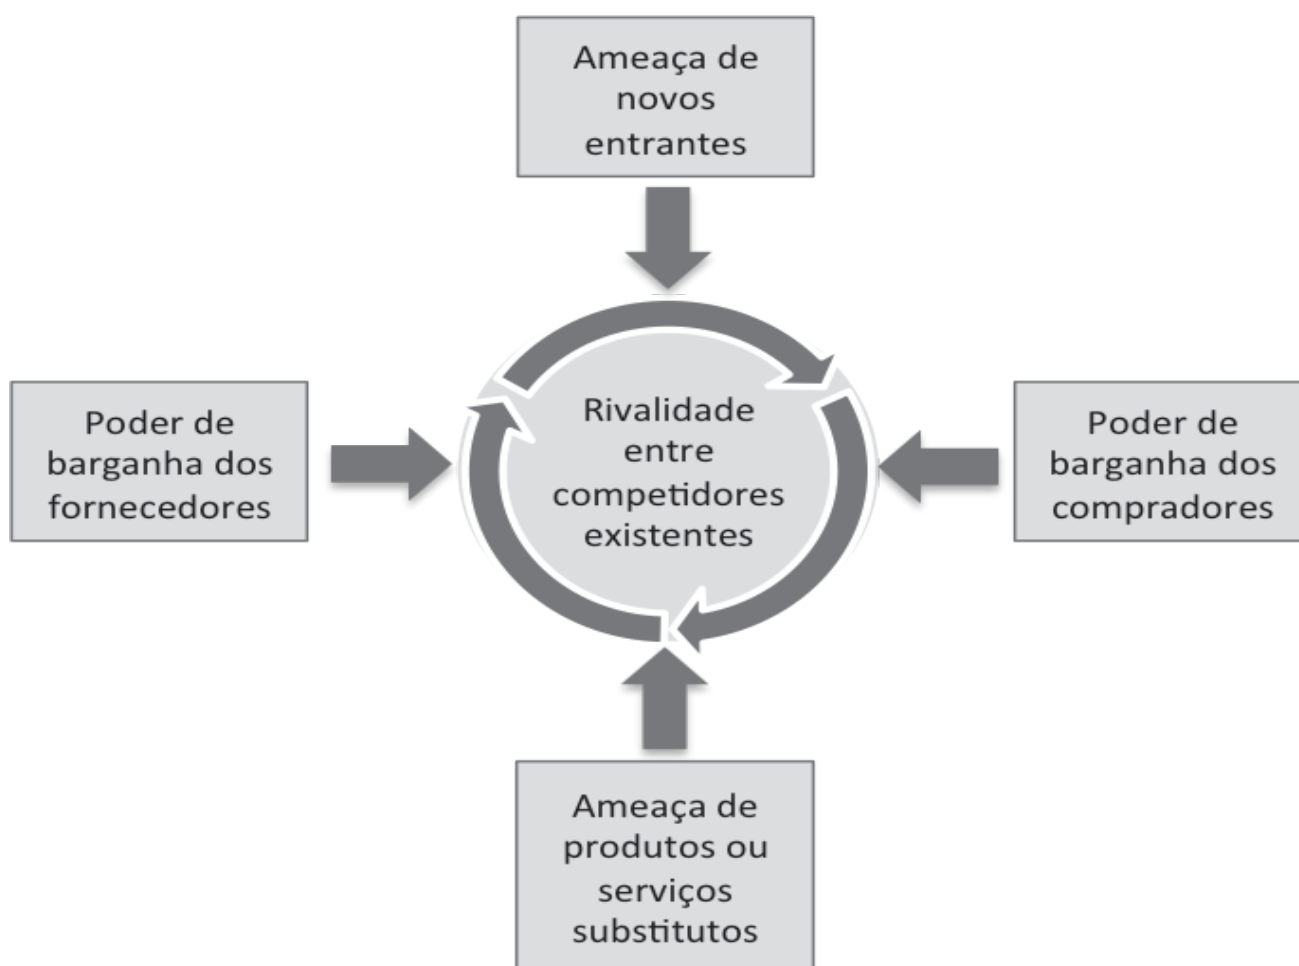 Ameaça de
novos
entrantes
Poder de
barganha dos
fornecedores
Rivalidade
entre
competidores
existentes
Poder de
barganha dos
compradores
Ameaça de
produtos ou
serviços
substitutos